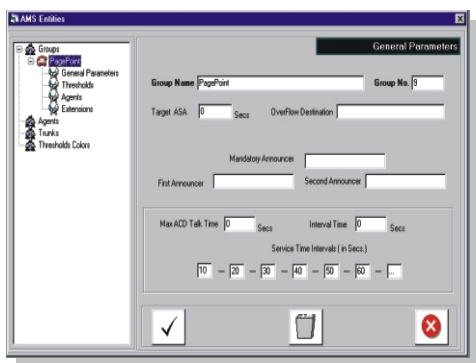 AMS Entities
Groups
PagePoint
General Parameters
Thresholds
Agents
Extensions
Agents
Trunks
Thresholds Colors
General Parameters
Group Name PagePoint Group No. 9
Target ASA 0 Secs OverFlow Destination
Mandatory Announcer
First Announcer Second Announcer
Max ACD Talk Time 0 Secs Interval Time 0 Secs
Service Time Intervals ( in Secs.)
10 - 20 - 30 - 40 - 50 - 60 - ...